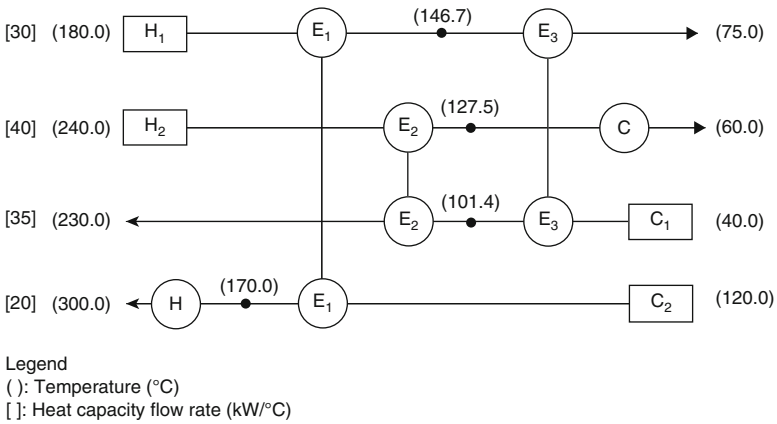 (146.7)
[30] (180.0) H1 E1 E3 (75.0)
(127.5)
[40] (240.0) H2 E2 C (60.0)
(101.4)
[35] (230.0) E2 E3 C1 (40.0)
(170.0)
[20] (300.0) H E1 C2 (120.0)
Legend
( ): Temperature (°C)
[ ]: Heat capacity flow rate (kW/°C)